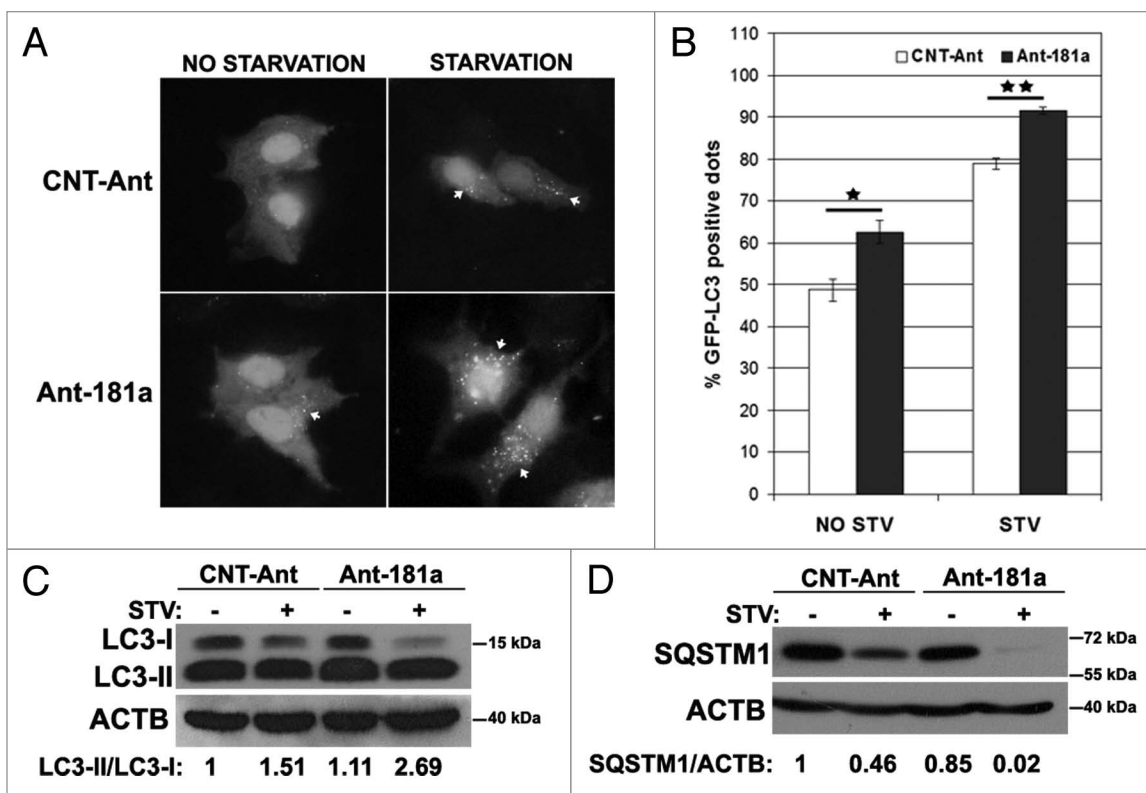 A
NO STARVATION STARVATION
CNT-Ant
Ant-181a
B
110
100
90
80
70
60
50
40
30
20
10
0
% GFP-LC3 positive dots
CNT-Ant Ant-181a
★
★★
NO STV STV
C
CNT-Ant Ant-181a
STV: - + - +
LC3-I
LC3-II
15 kDa
ACTB
40 kDa
LC3-II/LC3-I: 1 1.51 1.11 2.69
D
CNT-Ant Ant-181a
STV: - + - +
SQSTM1
72 kDa
55 kDa
ACTB
40 kDa
SQSTM1/ACTB: 1 0.46 0.85 0.02